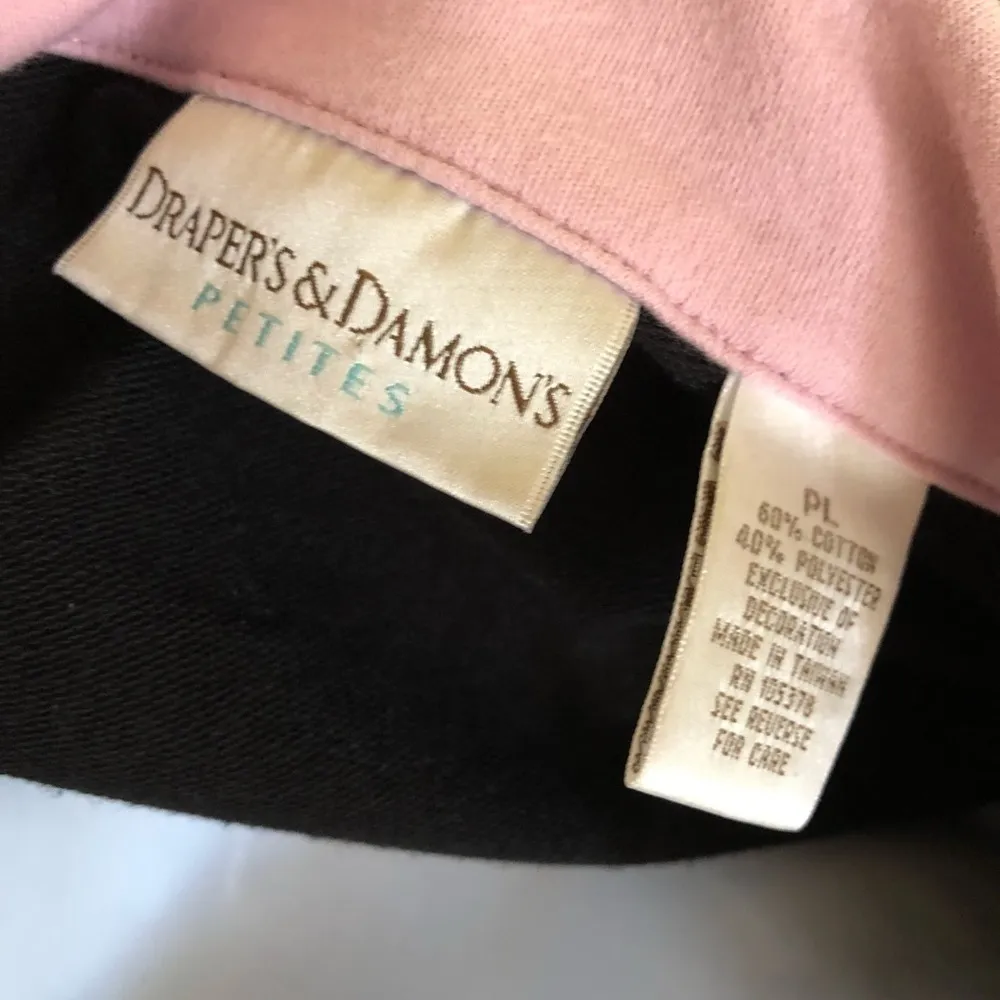 DRAPER'S & DAMON'S
PETITES
PL
60% COTTON
40% POLYESTER
EXCLUSIVE OF
DECORATION
MADE IN TAIWAN
RN 105378
SEE REVERSE
FOR CARE